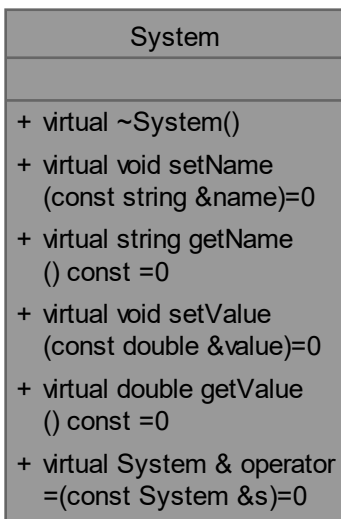 System
+ virtual ~System()
+ virtual void setName
(const string &name)=0
+ virtual string getName
() const =0
+ virtual void setValue
(const double &value)=0
+ virtual double getValue
() const =0
+ virtual System & operator
=(const System &s)=0